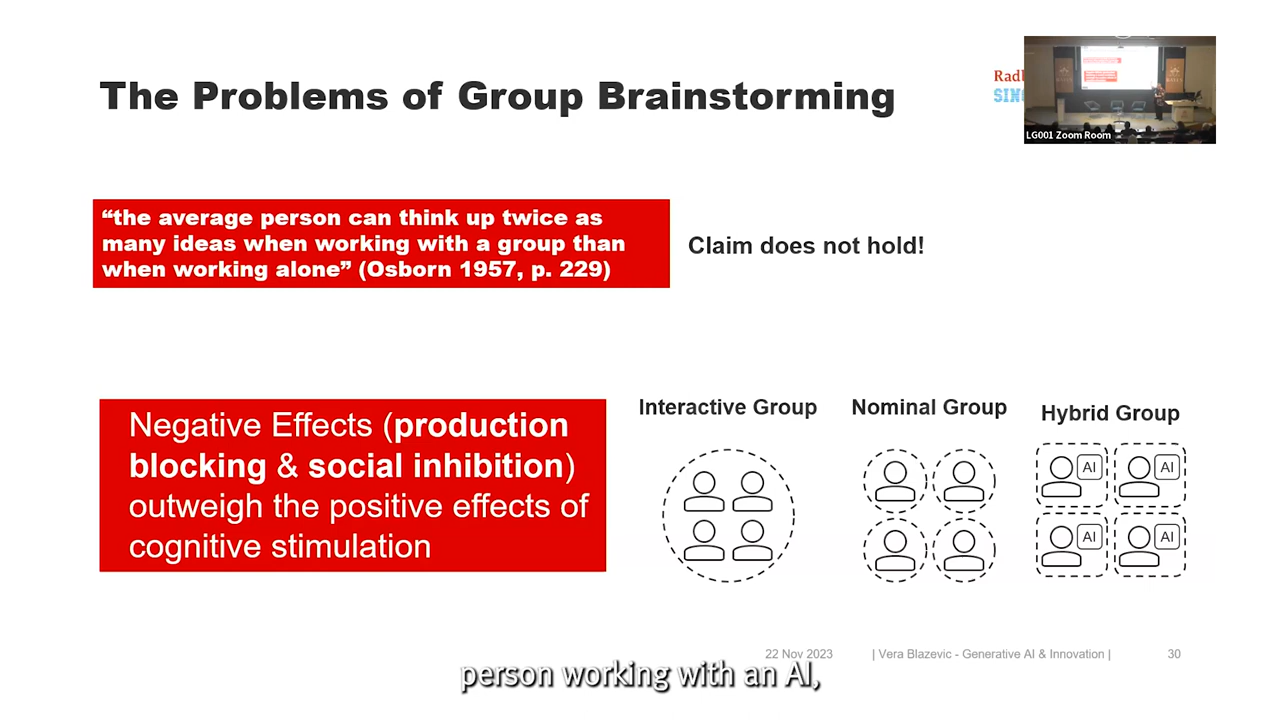 The Problems of Group Brainstorming
LG001 Zoom Room
“the average person can think up twice as
many ideas when working with a group than
when working alone” (Osborn 1957, p. 229)
Claim does not hold!
Negative Effects (production
blocking & social inhibition)
outweigh the positive effects of
cognitive stimulation
Interactive Group
Nominal Group
Hybrid Group
AI
AI
AI
AI
22 Nov 2023
| Vera Blazevic - Generative AI & Innovation |
30
person working with an AI,